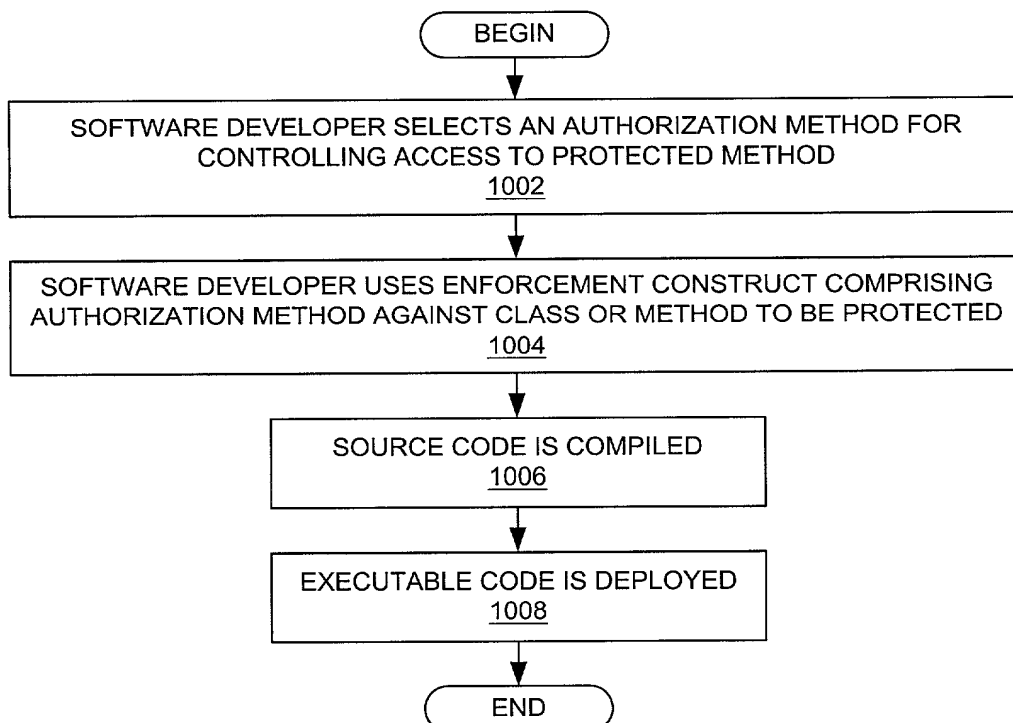 BEGIN
SOFTWARE DEVELOPER SELECTS AN AUTHORIZATION METHOD FOR
CONTROLLING ACCESS TO PROTECTED METHOD
1002
SOFTWARE DEVELOPER USES ENFORCEMENT CONSTRUCT COMPRISING
AUTHORIZATION METHOD AGAINST CLASS OR METHOD TO BE PROTECTED
1004
SOURCE CODE IS COMPILED
1006
EXECUTABLE CODE IS DEPLOYED
1008
END